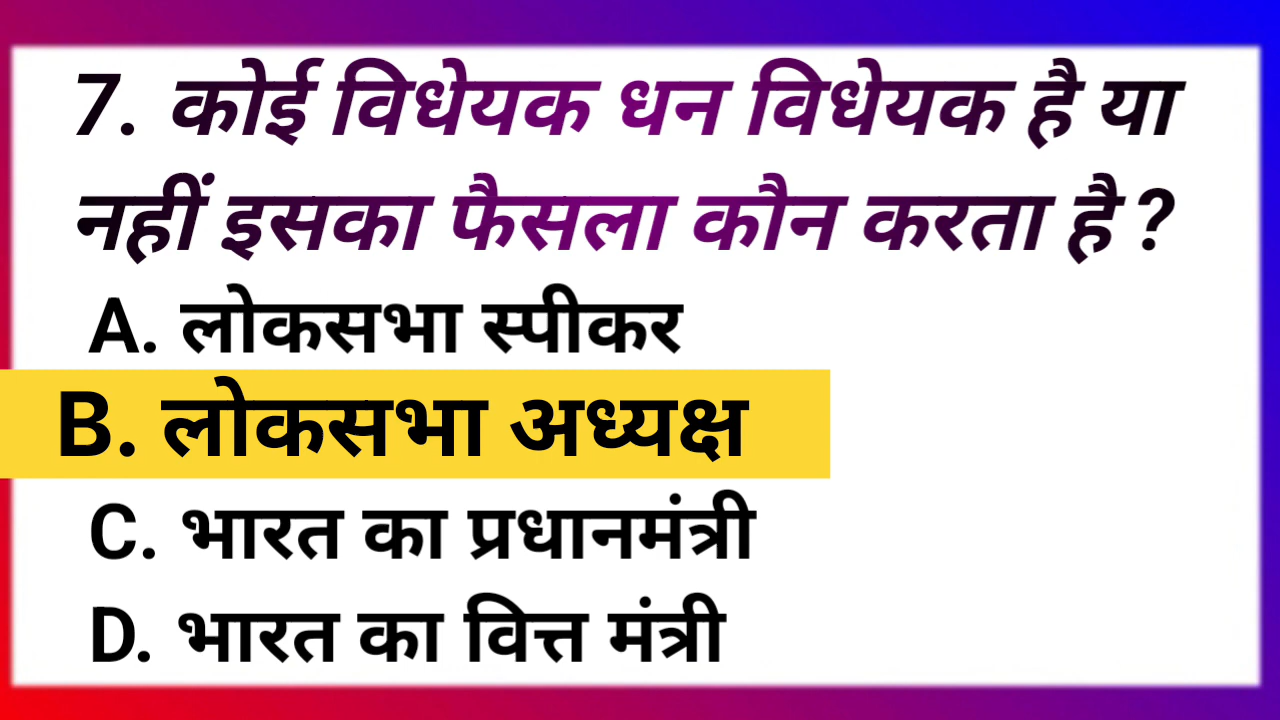 7. कोई विधेयक धन विधेयक है या
नहीं इसका फैसला कौन करता है ?
A. लोकसभा स्पीकर
B. लोकसभा अध्यक्ष
C. भारत का प्रधानमंत्री
D. भारत का वित्त मंत्री